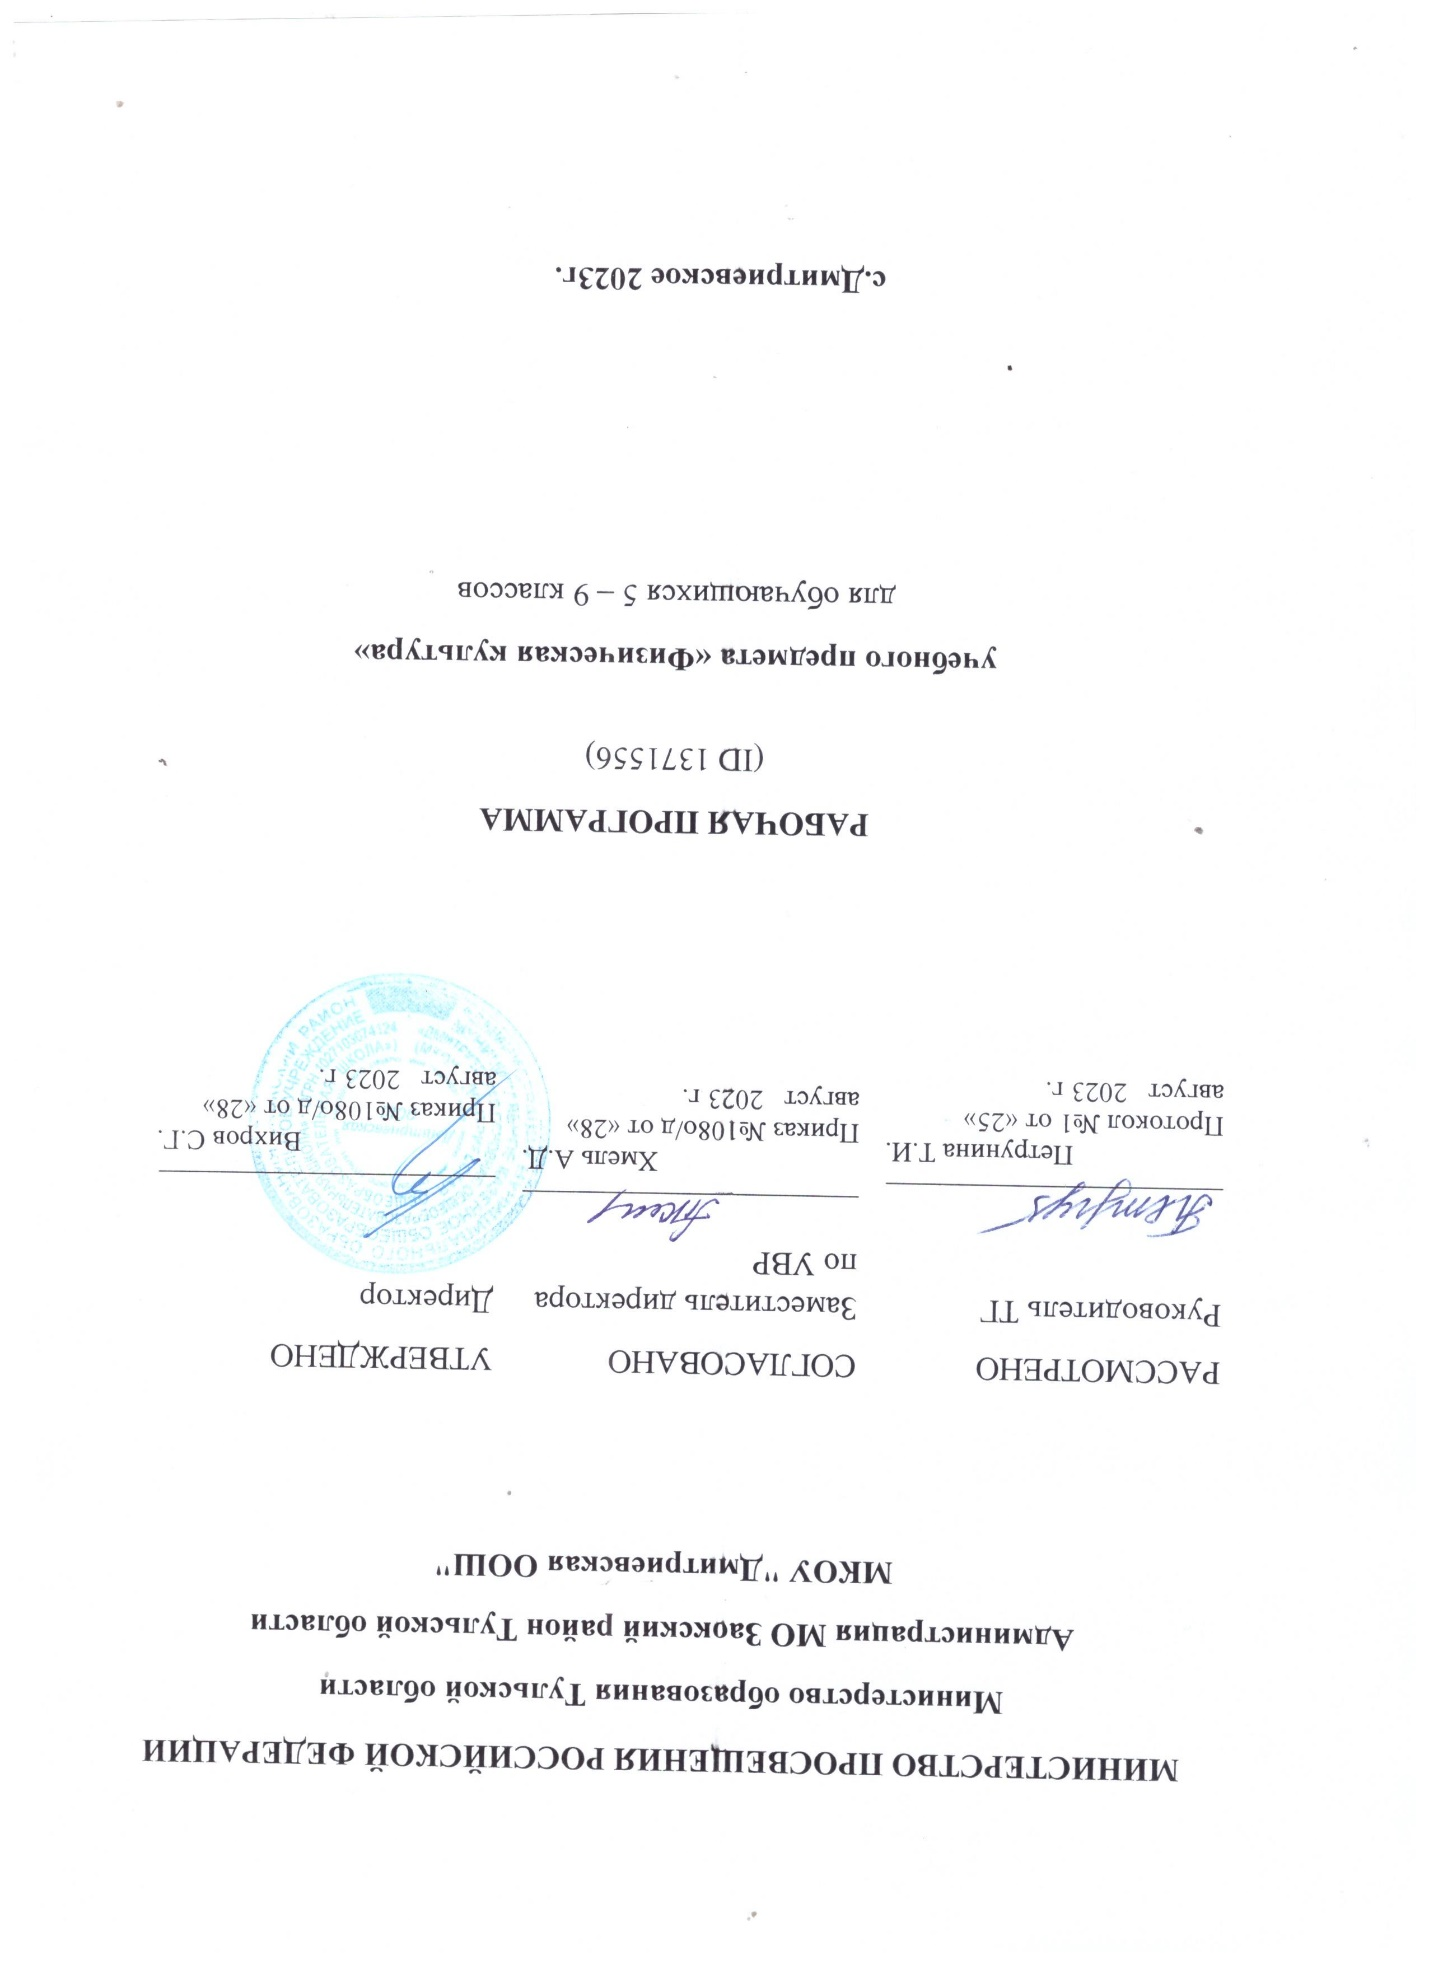 МИНИСТЕРСТВО ПРОСВЕЩЕНИЯ РОССИЙСКОЙ ФЕДЕРАЦИИ
Министерство образования Тульской области
Администрация МО Заокский район Тульской области
МКОУ "Дмитриевская ООШ"
РАССМОТРЕНО
Руководитель ТГ
Петрунина Т.И.
Протокол №1 от «25»
август 2023 г.
СОГЛАСОВАНО
Заместитель директора
по УВР
Хмель А.Д.
Приказ №108о/д от «28»
август 2023 г.
УТВЕРЖДЕНО
Директор
Вихров С.Г.
Приказ №108о/д от «28»
август 2023 г.
РАБОЧАЯ ПРОГРАММА
(ID 1371556)
учебного предмета «Физическая культура»
для обучающихся 5 – 9 классов
с.Дмитриевское 2023г.